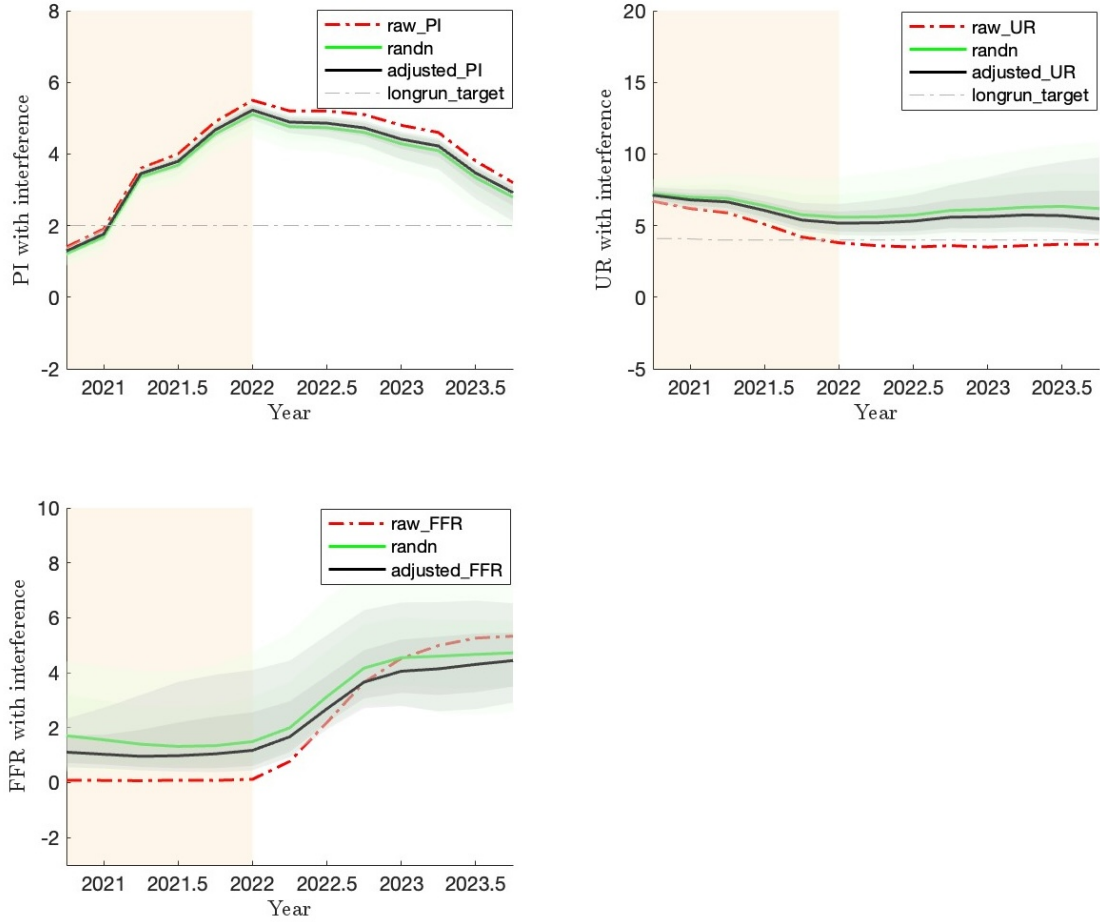 8
6
4
2
0
-2
PI with interference
raw_PI
randn
adjusted_PI
longrun_target
2021
2021.5
2022
2022.5
2023
2023.5
Year
20
15
10
5
0
-5
UR with interference
raw_UR
randn
adjusted_UR
longrun_target
2021
2021.5
2022
2022.5
2023
2023.5
Year
10
8
6
4
2
0
-2
FFR with interference
raw_FFR
randn
adjusted_FFR
2021
2021.5
2022
2022.5
2023
2023.5
Year